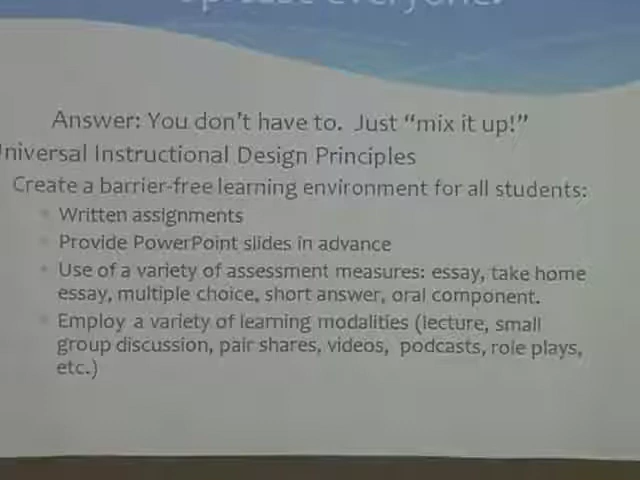 everyone.
Answer: You don't have to. Just “mix it up!”
Universal Instructional Design Principles
Create a barrier-free learning environment for all students:
Written assignments
Provide PowerPoint slides in advance
Use of a variety of assessment measures: essay, take home
essay, multiple choice, short answer, oral component.
Employ a variety of learning modalities (lecture, small
group discussion, pair shares, videos, podcasts, role plays,
etc.)